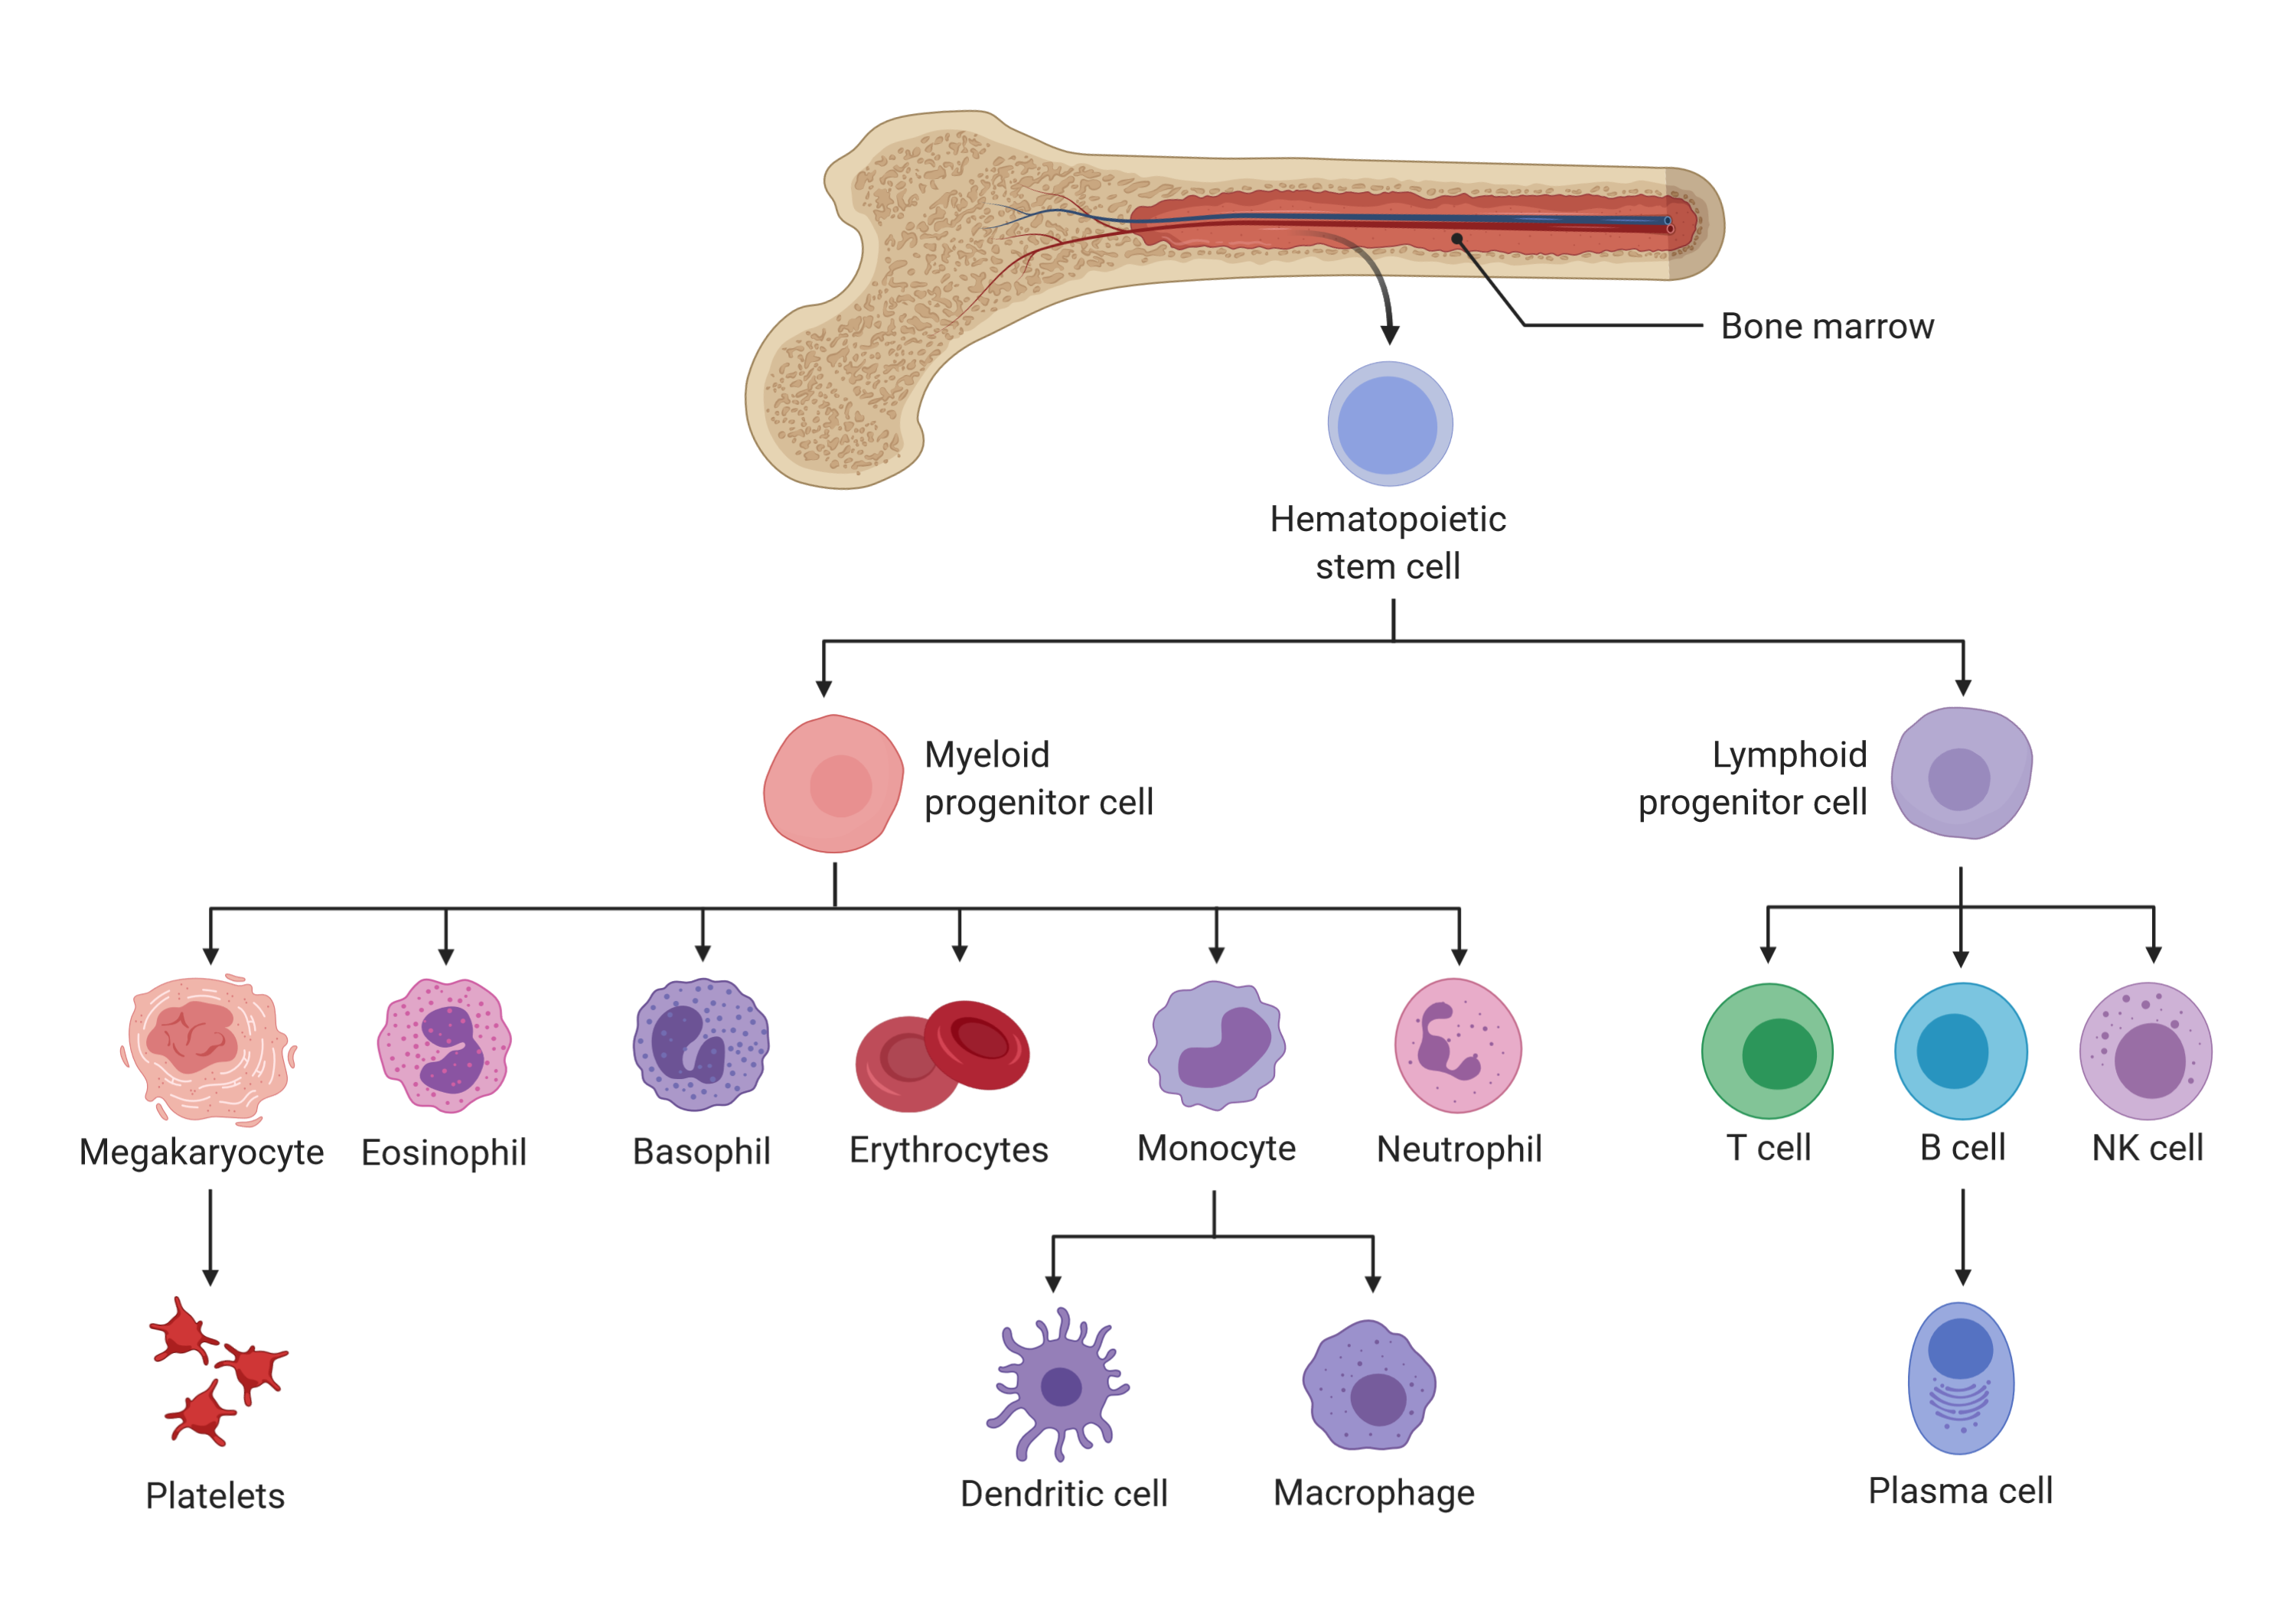 Bone marrow
Hematopoietic
stem cell
Myeloid
progenitor cell
Lymphoid
progenitor cell
Megakaryocyte
Eosinophil
Basophil
Erythrocytes
Monocyte
Neutrophil
T cell
B cell
NK cell
Platelets
Dendritic cell
Macrophage
Plasma cell